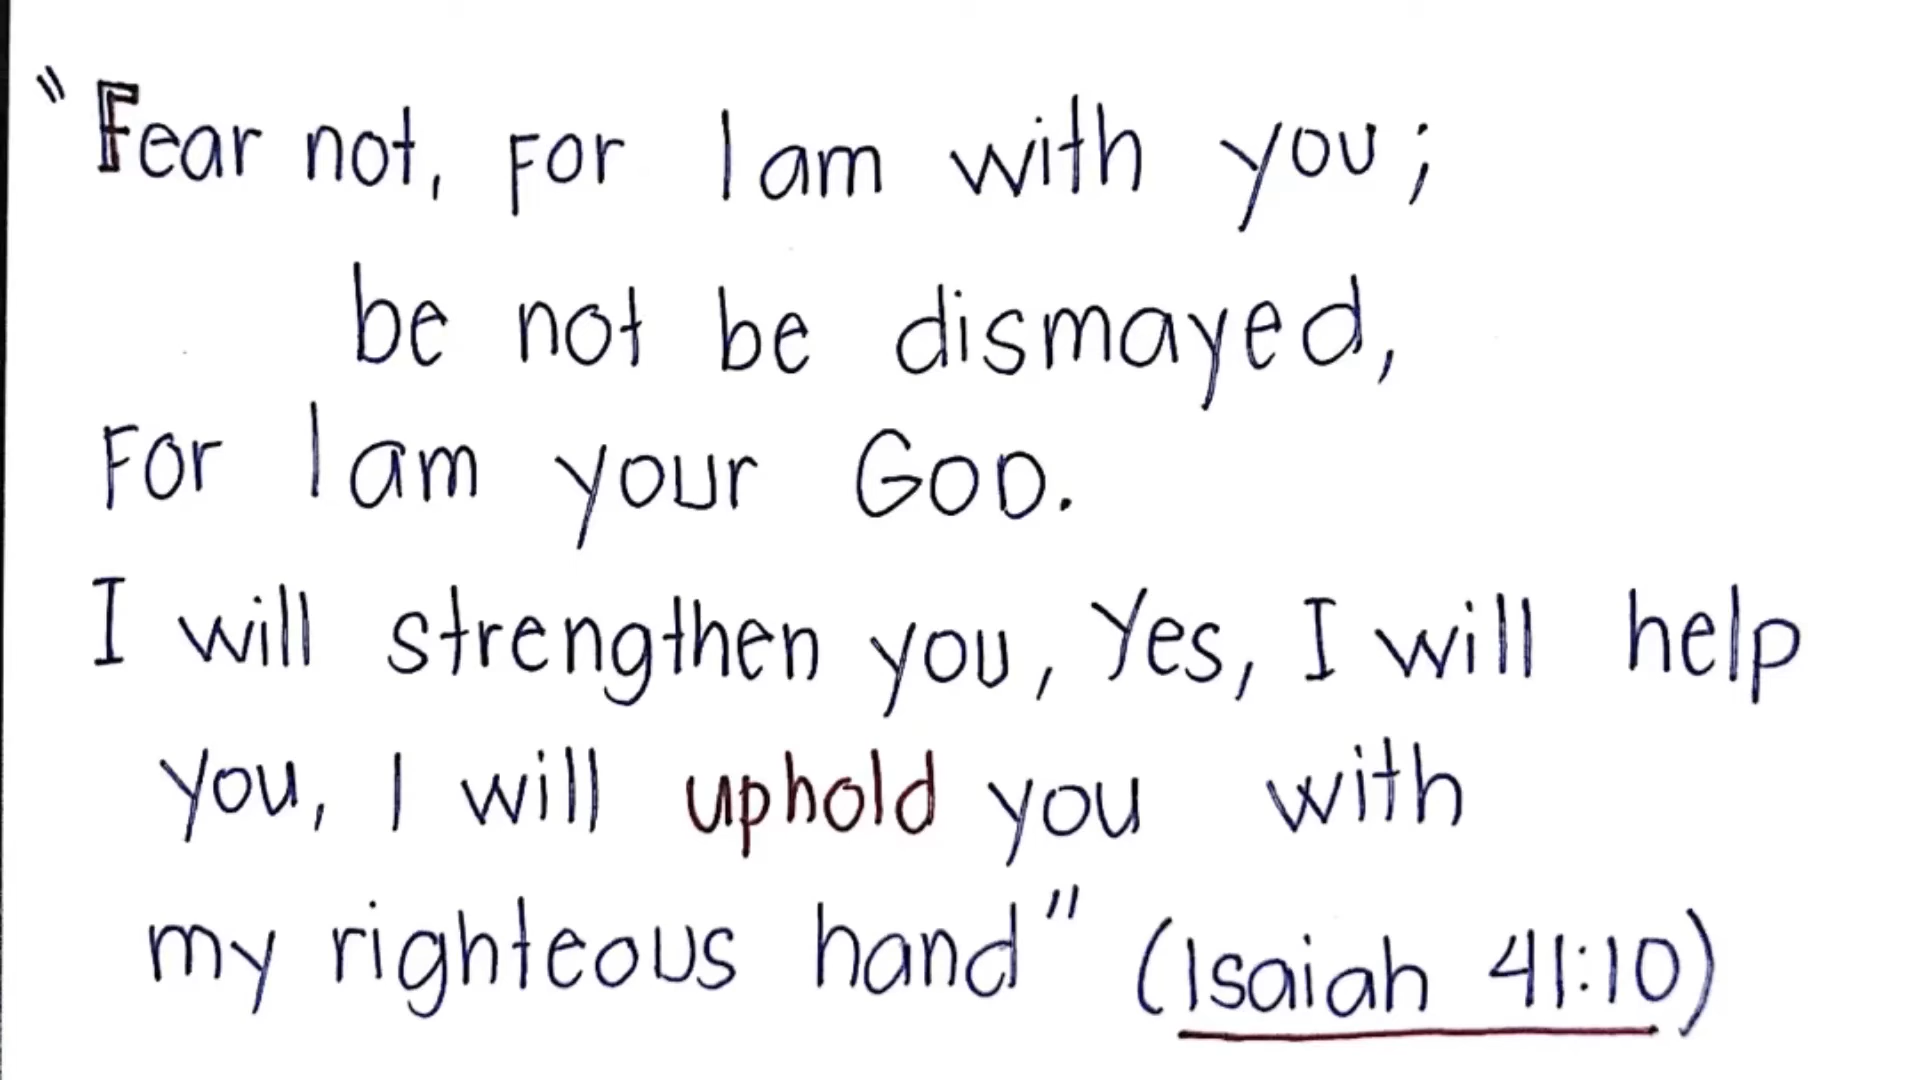 "Fear not, For I am with you;
be not be dismayed,
For I am your GOD.
I will strengthen you, Yes, I will help
you, I will uphold you with
my righteous hand" (Isaiah 41:10)